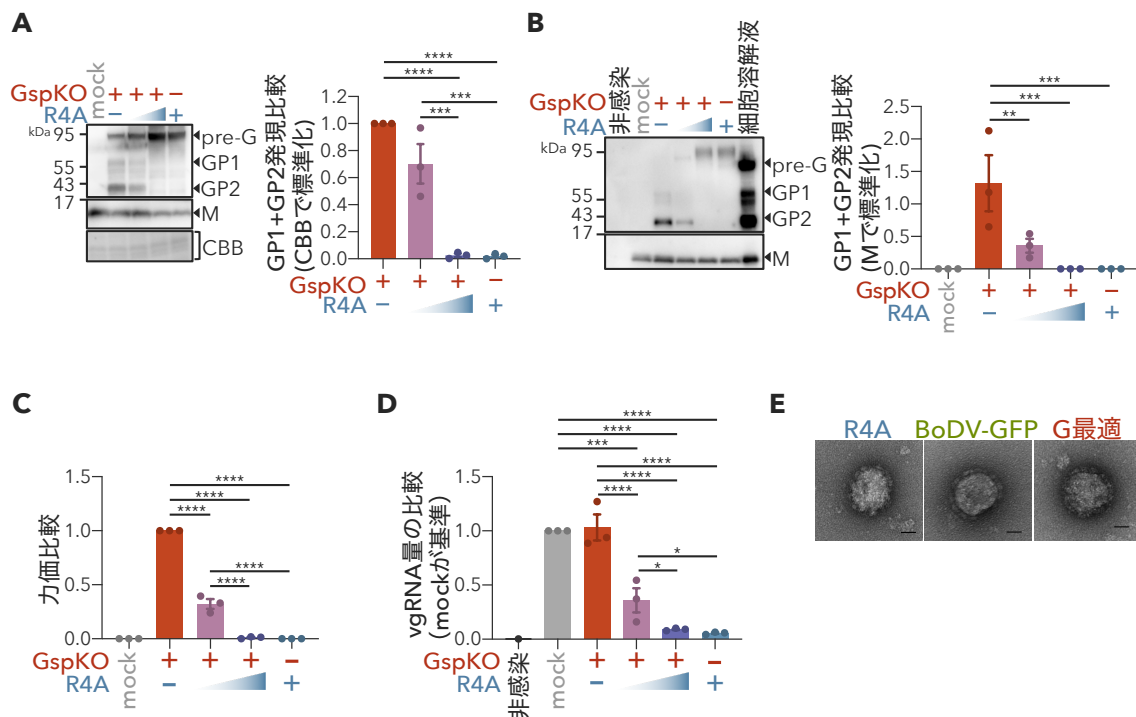 A
GspKO
R4A
mock
+ + + −
− +
kDa
95
55
43
17
pre-G
GP1
GP2
M
CBB
GP1+GP2発現比較
(CBBで標準化)
1.2
1.0
0.8
0.6
0.4
0.2
0.0
****
****
***
***
GspKO
+ + + −
R4A
− +
B
GspKO
R4A
非感染
mock
+ + + −
− +
細胞溶解液
kDa
95
55
43
17
pre-G
GP1
GP2
M
GP1+GP2発現比較
(Mで標準化)
2.5
2.0
1.5
1.0
0.5
0.0
***
***
**
GspKO
R4A
mock
+ + + −
− +
C
力価比較
1.5
1.0
0.5
0.0
****
****
****
****
****
GspKO
R4A
mock
+ + + −
− +
D
vgRNA量の比較
(mockが基準)
2.0
1.5
1.0
0.5
0.0
****
****
***
****
****
****
*
*
GspKO
R4A
非感染
mock
+ + + −
− +
E
R4A BoDV-GFP G最適